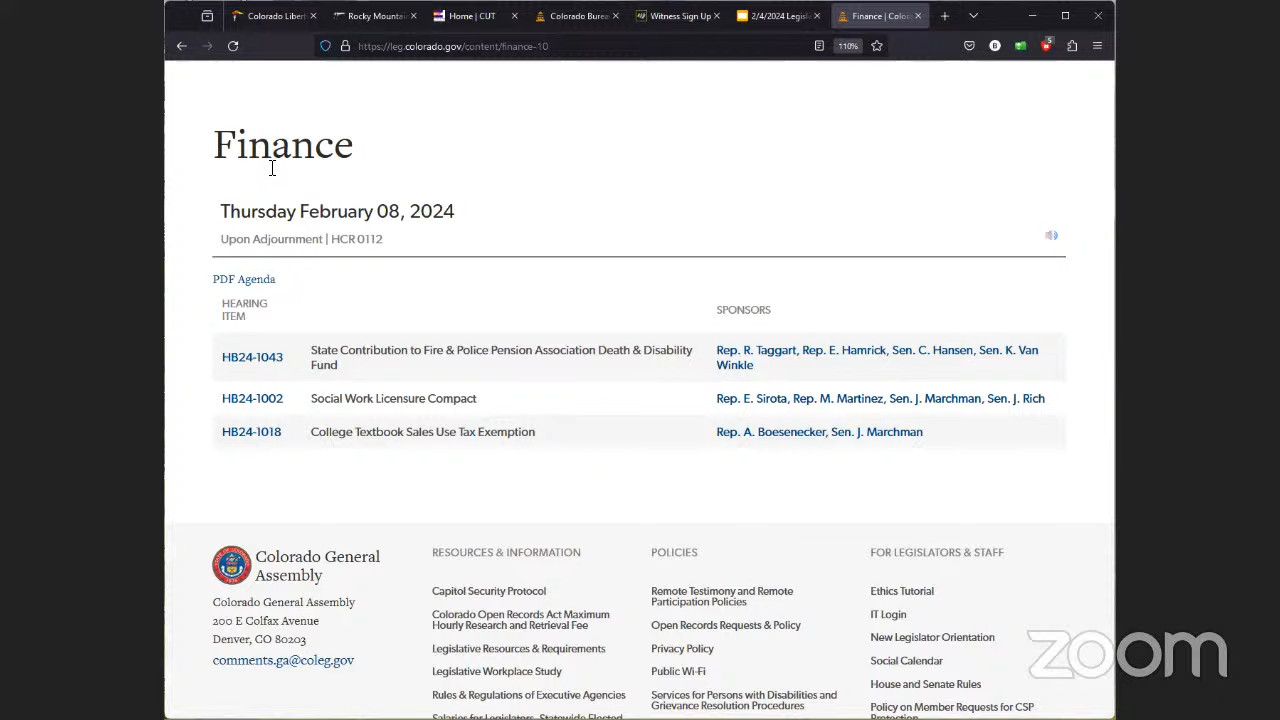 Colorado Libert
Rocky Mountain
Home | CUT
Colorado Burea
Witness Sign Up
2/4/2024 Legisl
Finance | Color
https://leg.colorado.gov/content/finance-10
110%
5
Finance
Thursday February 08, 2024
Upon Adjournment | HCR 0112
PDF Agenda
HEARING
ITEM
SPONSORS
HB24-1043
State Contribution to Fire & Police Pension Association Death & Disability
Fund
Rep. R. Taggart, Rep. E. Hamrick, Sen. C. Hansen, Sen. K. Van
Winkle
HB24-1002
Social Work Licensure Compact
Rep. E. Sirota, Rep. M. Martinez, Sen. J. Marchman, Sen. J. Rich
HB24-1018
College Textbook Sales Use Tax Exemption
Rep. A. Boesenecker, Sen. J. Marchman
Colorado General
Assembly
Colorado General Assembly
200 E Colfax Avenue
Denver, CO 80203
comments.ga@coleg.gov
RESOURCES & INFORMATION
Capitol Security Protocol
Colorado Open Records Act Maximum
Hourly Research and Retrieval Fee
Legislative Resources & Requirements
Legislative Workplace Study
Rules & Regulations of Executive Agencies
Salaries for Legislators, Statewide Elected
POLICIES
Remote Testimony and Remote
Participation Policies
Open Records Requests & Policy
Privacy Policy
Public Wi-Fi
Services for Persons with Disabilities and
Grievance Resolution Procedures
FOR LEGISLATORS & STAFF
Ethics Tutorial
IT Login
New Legislator Orientation
Social Calendar
House and Senate Rules
Policy on Member Requests for CSP
Protection
zoom